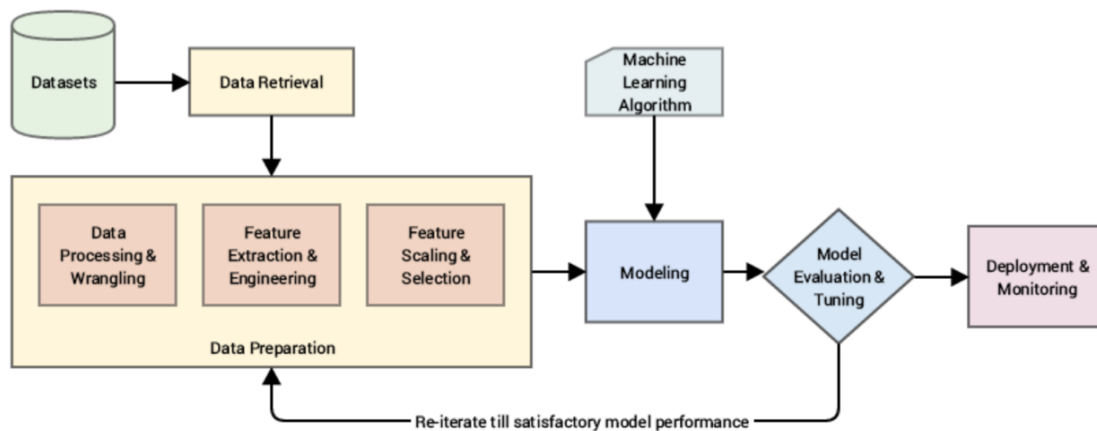 Datasets
Data Retrieval
Machine
Learning
Algorithm
Data
Processing &
Wrangling
Feature
Extraction &
Engineering
Feature
Scaling &
Selection
Data Preparation
Modeling
Model
Evaluation &
Tuning
Deployment &
Monitoring
Re-iterate till satisfactory model performance